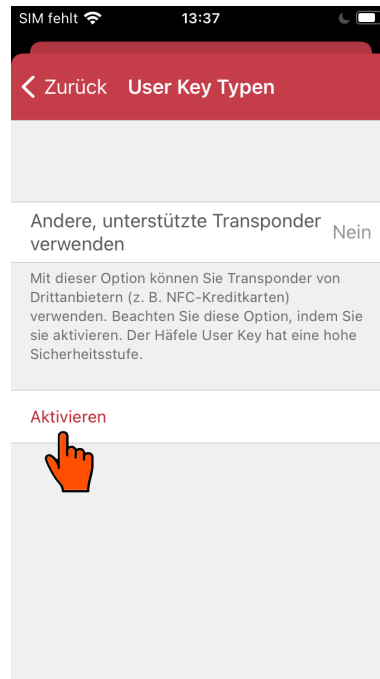 SIM fehlt 13:37
Zurück User Key Typen
Andere, unterstützte Transponder
verwenden
Nein
Mit dieser Option können Sie Transponder von
Drittanbietern (z. B. NFC-Kreditkarten)
verwenden. Beachten Sie diese Option, indem Sie
sie aktivieren. Der Häfele User Key hat eine hohe
Sicherheitsstufe.
Aktivieren